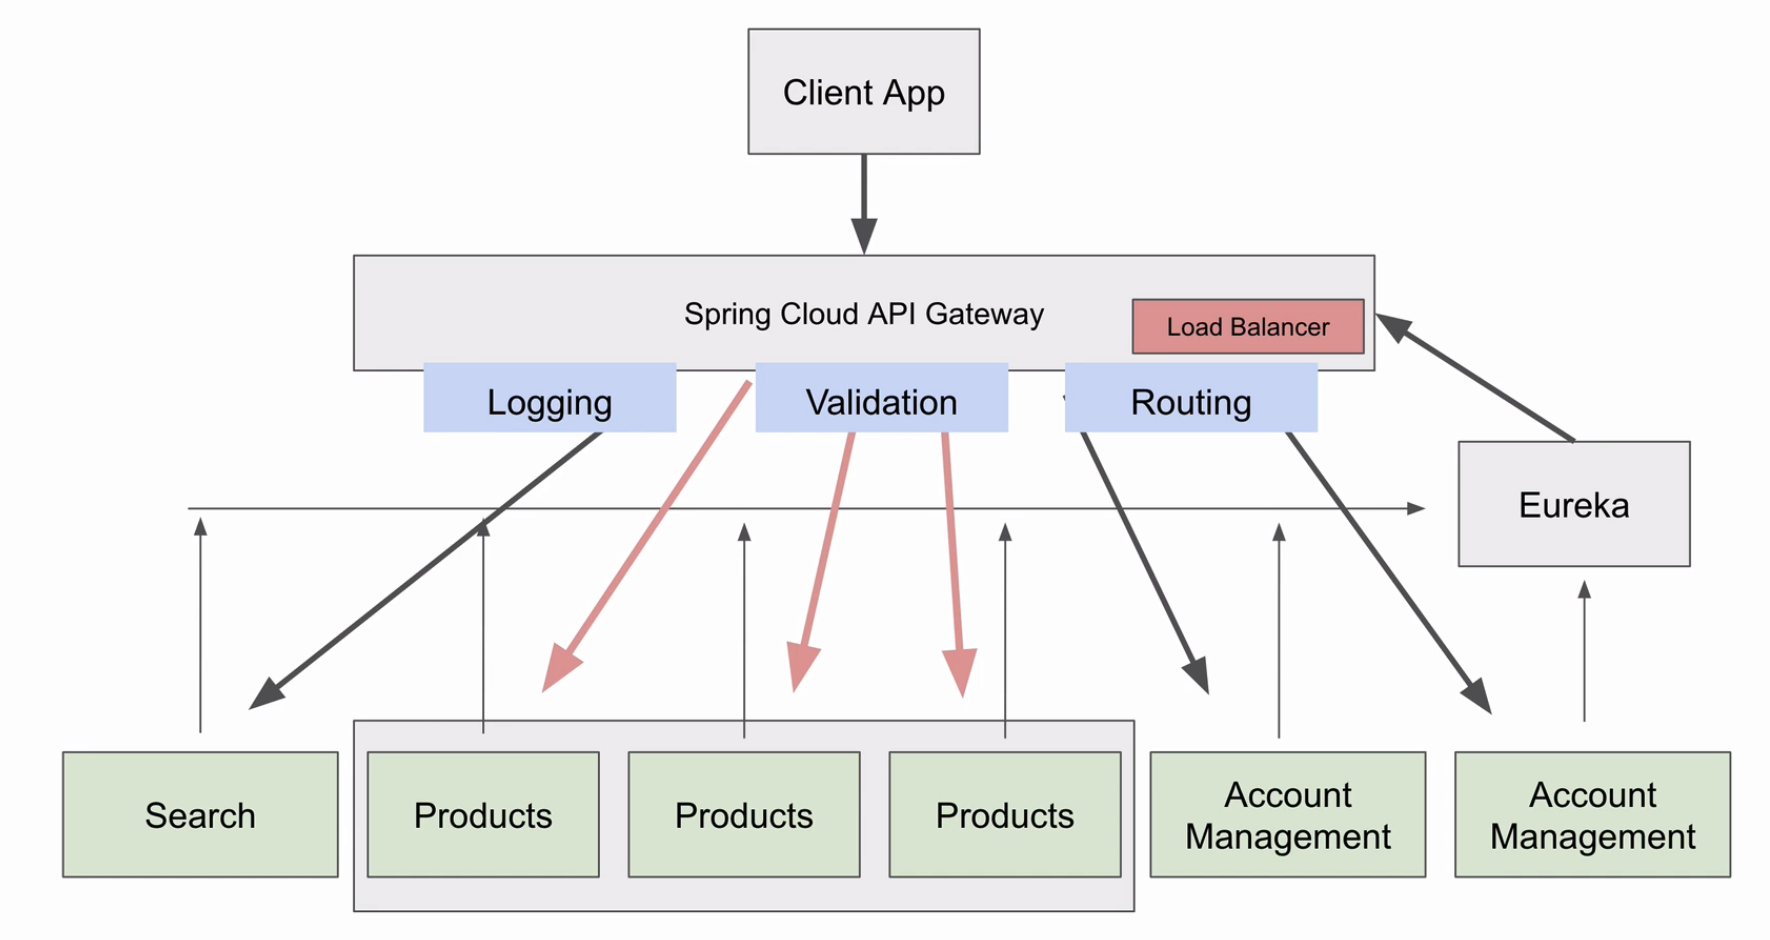 Client App
Spring Cloud API Gateway
Load Balancer
Logging
Validation
Routing
Eureka
Search
Products
Products
Products
Account
Management
Account
Management